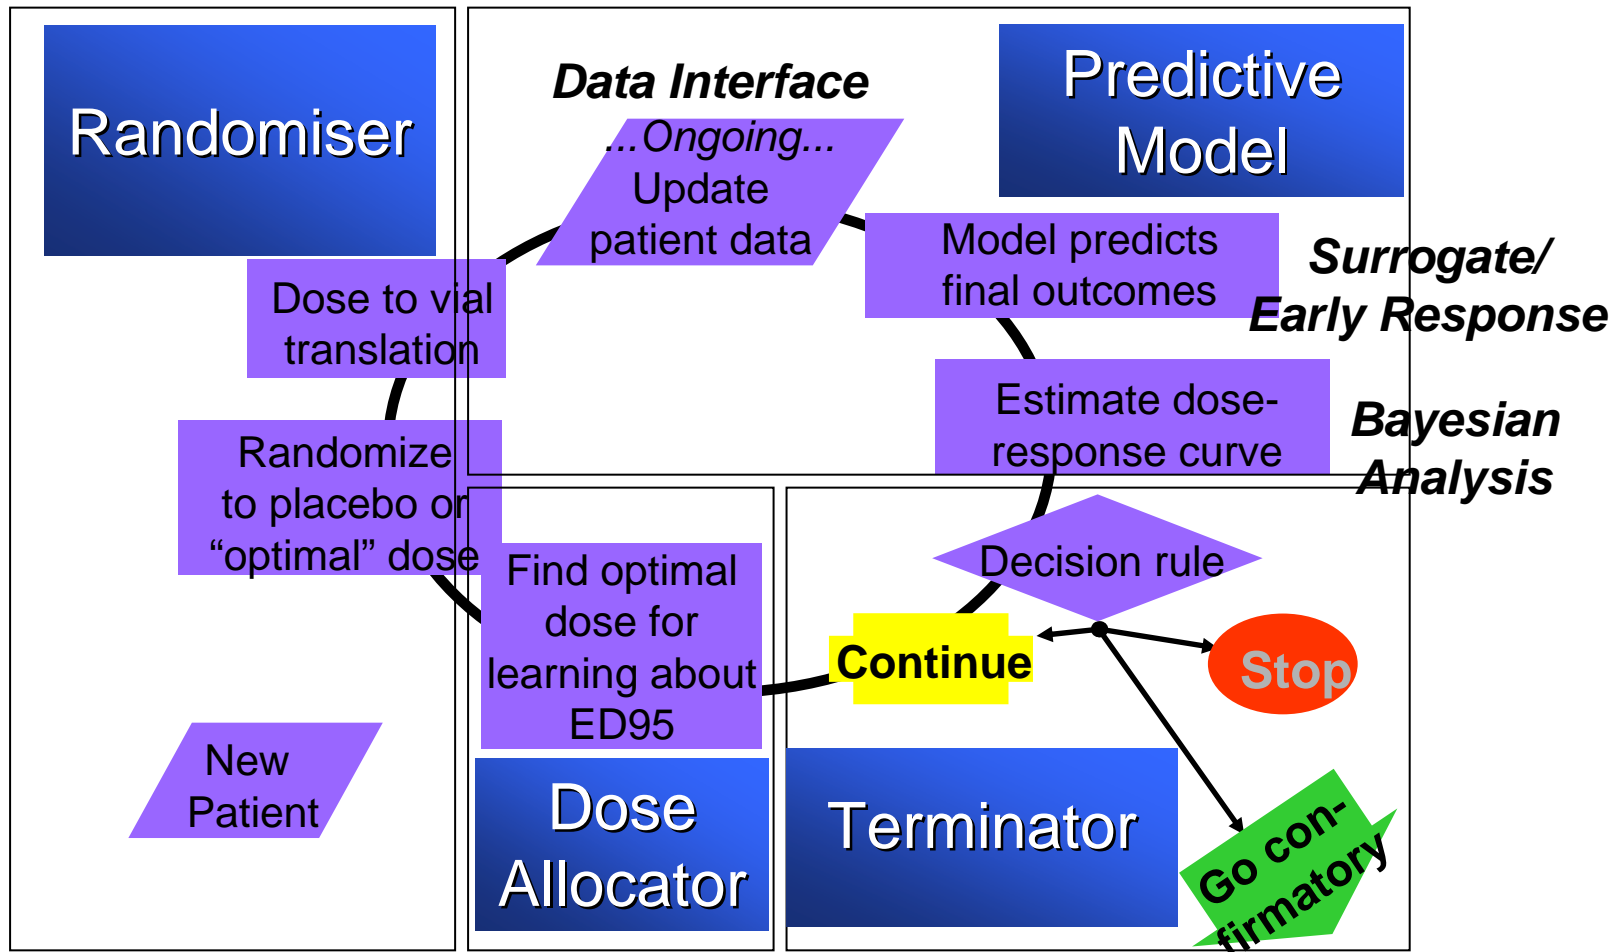 Randomiser
Data Interface
...Ongoing...
Update
patient data
Predictive
Model
Model predicts
final outcomes
Surrogate/
Early Response
Dose to vial
translation
Estimate dose-
response curve
Bayesian
Analysis
Randomize
to placebo or
“optimal” dose
Find optimal
dose for
learning about
ED95
Decision rule
Continue
Stop
New
Patient
Dose
Allocator
Terminator
Go con-
firmatory